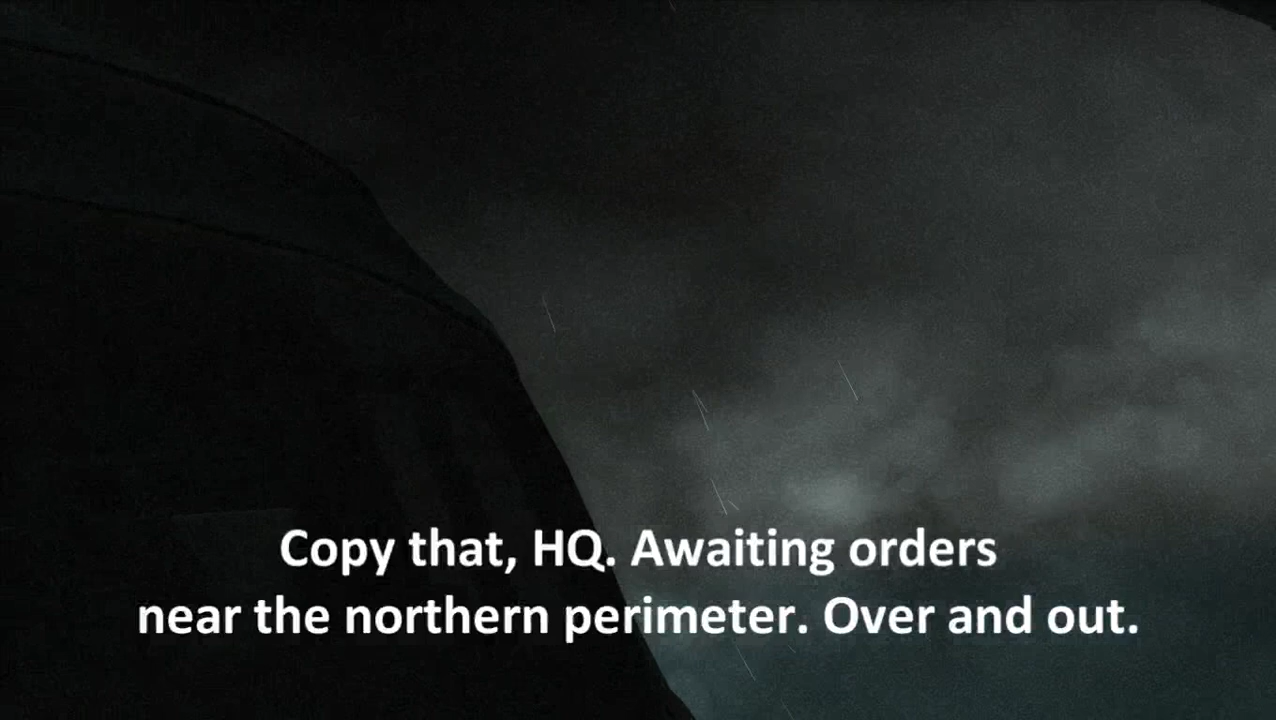 Copy that, HQ. Awaiting orders
near the northern perimeter. Over and out.